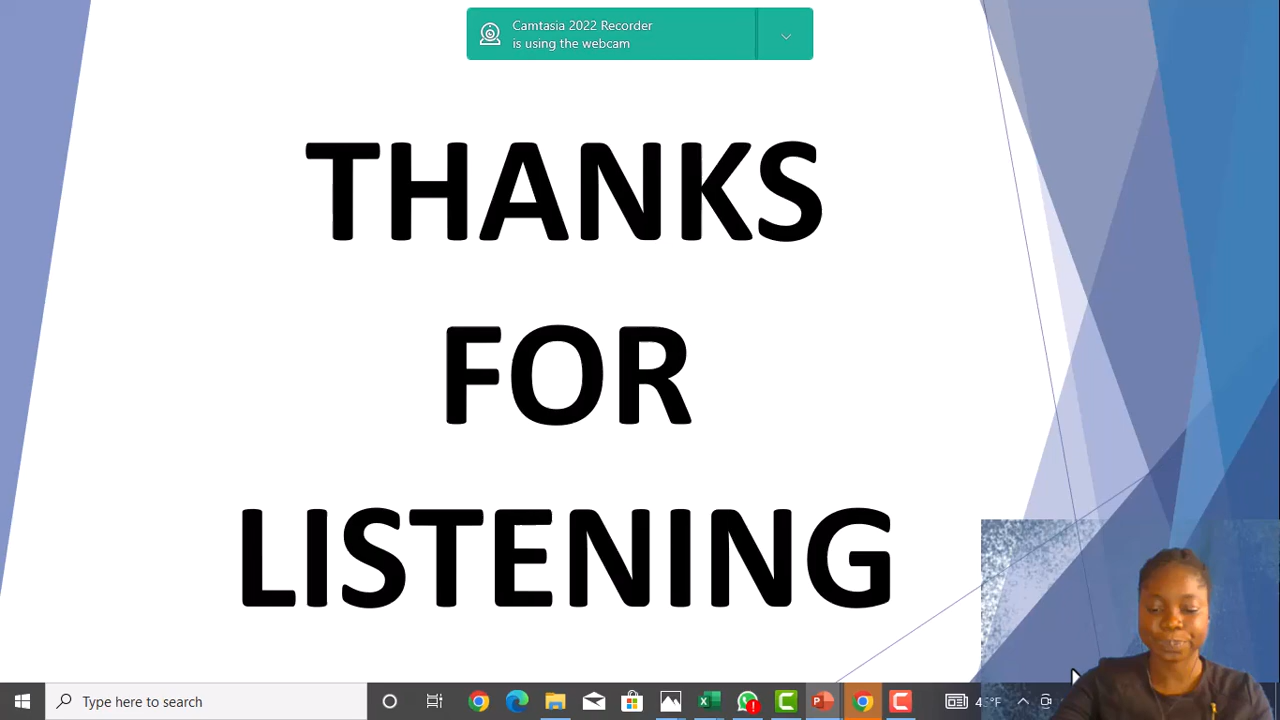 Camtasia 2022 Recorder
is using the webcam
THANKS
FOR
LISTENING
Type here to search